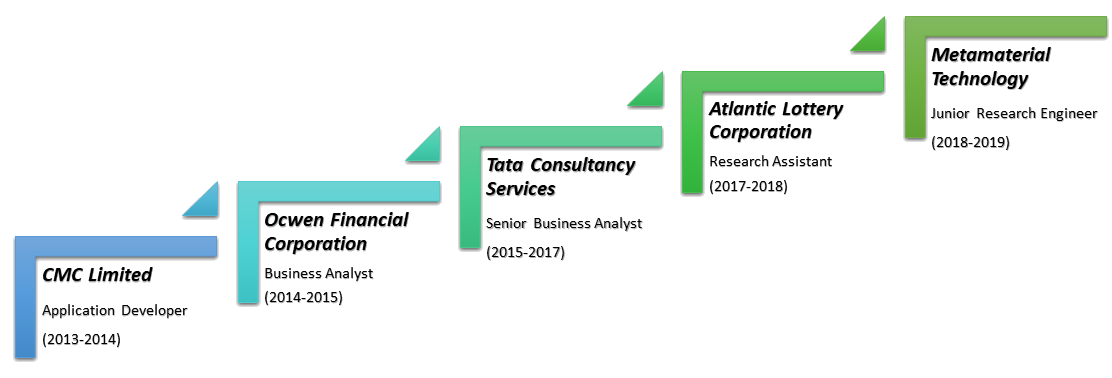 CMC Limited
Application Developer
(2013-2014)
Ocwen Financial
Corporation
Business Analyst
(2014-2015)
Tata Consultancy
Services
Senior Business Analyst
(2015-2017)
Atlantic Lottery
Corporation
Research Assistant
(2017-2018)
Metamaterial
Technology
Junior Research Engineer
(2018-2019)